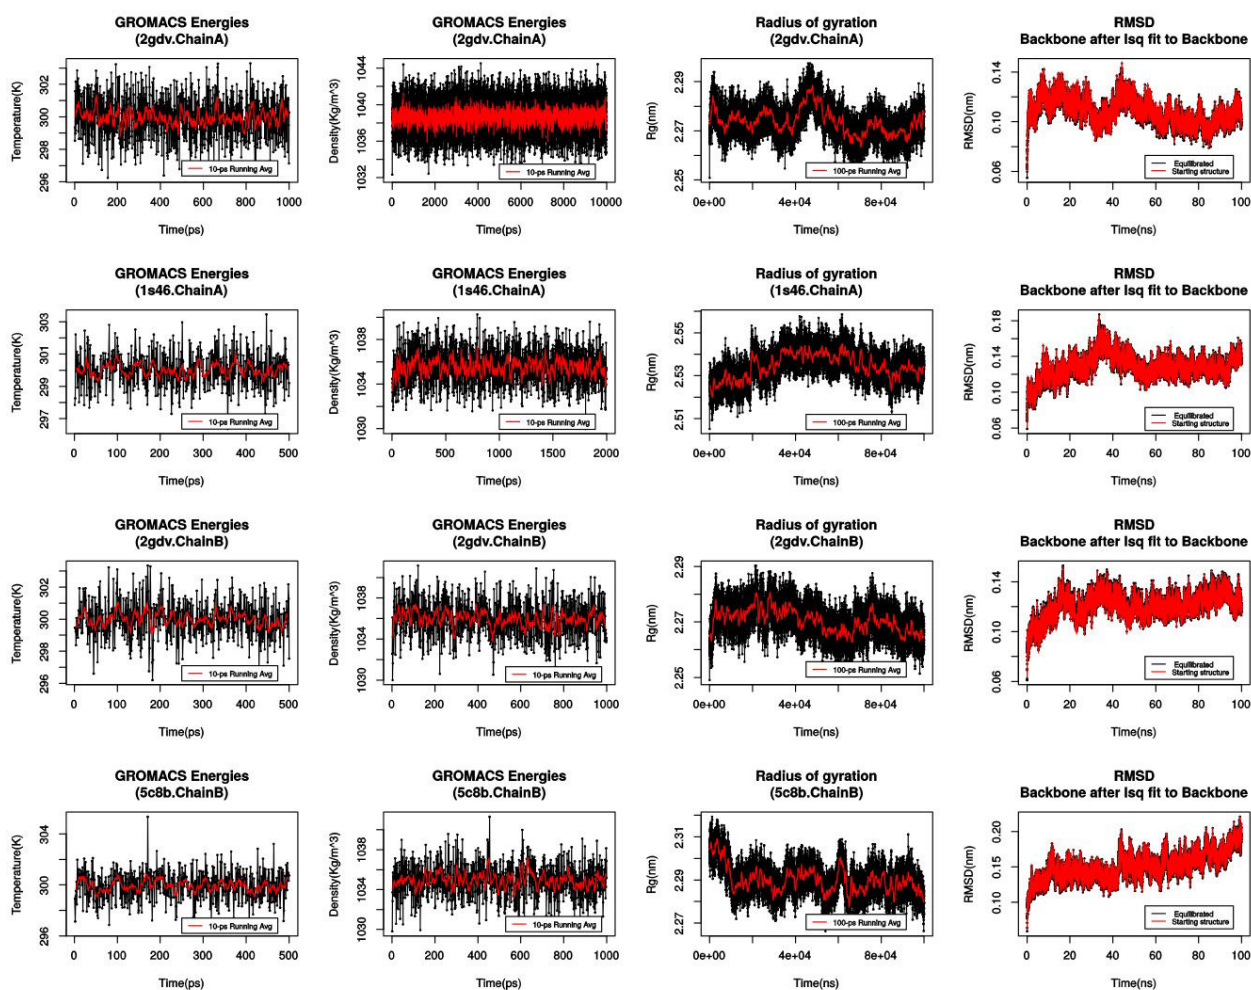 GROMACS Energies
(2gdv.ChainA)
Temperature(K)
296 298 300 302
10-ps Running Avg
0 200 400 600 800 1000
Time(ps)
GROMACS Energies
(2gdv.ChainA)
Density(Kg/m^3)
1032 1036 1040 1044
10-ps Running Avg
0 2000 4000 6000 8000 10000
Time(ps)
Radius of gyration
(2gdv.ChainA)
Rg(nm)
2.25 2.27 2.29
100-ps Running Avg
0e+00 4e+04 8e+04
Time(ns)
RMSD
Backbone after lsq fit to Backbone
RMSD(nm)
0.06 0.10 0.14
Equilibrated
Starting structure
0 20 40 60 80 100
Time(ns)
GROMACS Energies
(1s46.ChainA)
Temperature(K)
297 299 301 303
10-ps Running Avg
0 100 200 300 400 500
Time(ps)
GROMACS Energies
(1s46.ChainA)
Density(Kg/m^3)
1030 1034 1038
10-ps Running Avg
0 500 1000 1500 2000
Time(ps)
Radius of gyration
(1s46.ChainA)
Rg(nm)
2.51 2.53 2.55
100-ps Running Avg
0e+00 4e+04 8e+04
Time(ns)
RMSD
Backbone after lsq fit to Backbone
RMSD(nm)
0.06 0.10 0.14 0.18
Equilibrated
Starting structure
0 20 40 60 80 100
Time(ns)
GROMACS Energies
(2gdv.ChainB)
Temperature(K)
296 298 300 302
10-ps Running Avg
0 100 200 300 400 500
Time(ps)
GROMACS Energies
(2gdv.ChainB)
Density(Kg/m^3)
1030 1034 1038
10-ps Running Avg
0 200 400 600 800 1000
Time(ps)
Radius of gyration
(2gdv.ChainB)
Rg(nm)
2.25 2.27 2.29
100-ps Running Avg
0e+00 4e+04 8e+04
Time(ns)
RMSD
Backbone after lsq fit to Backbone
RMSD(nm)
0.06 0.10 0.14
Equilibrated
Starting structure
0 20 40 60 80 100
Time(ns)
GROMACS Energies
(5c8b.ChainB)
Temperature(K)
296 300 304
10-ps Running Avg
0 100 200 300 400 500
Time(ps)
GROMACS Energies
(5c8b.ChainB)
Density(Kg/m^3)
1030 1034 1038
10-ps Running Avg
0 200 400 600 800 1000
Time(ps)
Radius of gyration
(5c8b.ChainB)
Rg(nm)
2.27 2.29 2.31
100-ps Running Avg
0e+00 4e+04 8e+04
Time(ns)
RMSD
Backbone after lsq fit to Backbone
RMSD(nm)
0.10 0.15 0.20
Equilibrated
Starting structure
0 20 40 60 80 100
Time(ns)